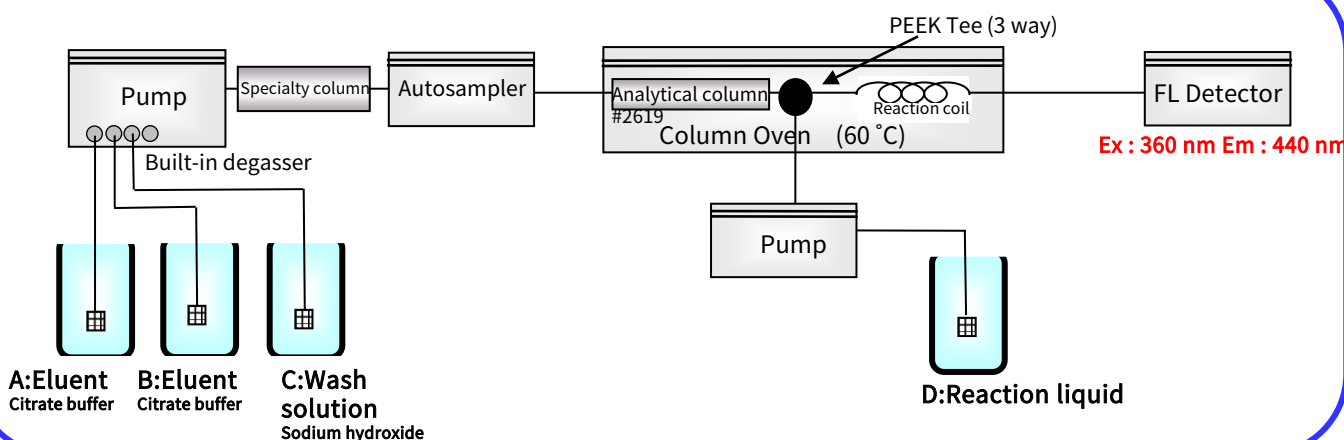 PEEK Tee (3 way)
Pump
Specialty column
Autosampler
Analytical column
#2619
Reaction coil
Column Oven (60 ˚C)
FL Detector
Ex : 360 nm Em : 440 nm
Built-in degasser
Pump
A:Eluent
Citrate buffer
B:Eluent
Citrate buffer
C:Wash
solution
Sodium hydroxide
D:Reaction liquid